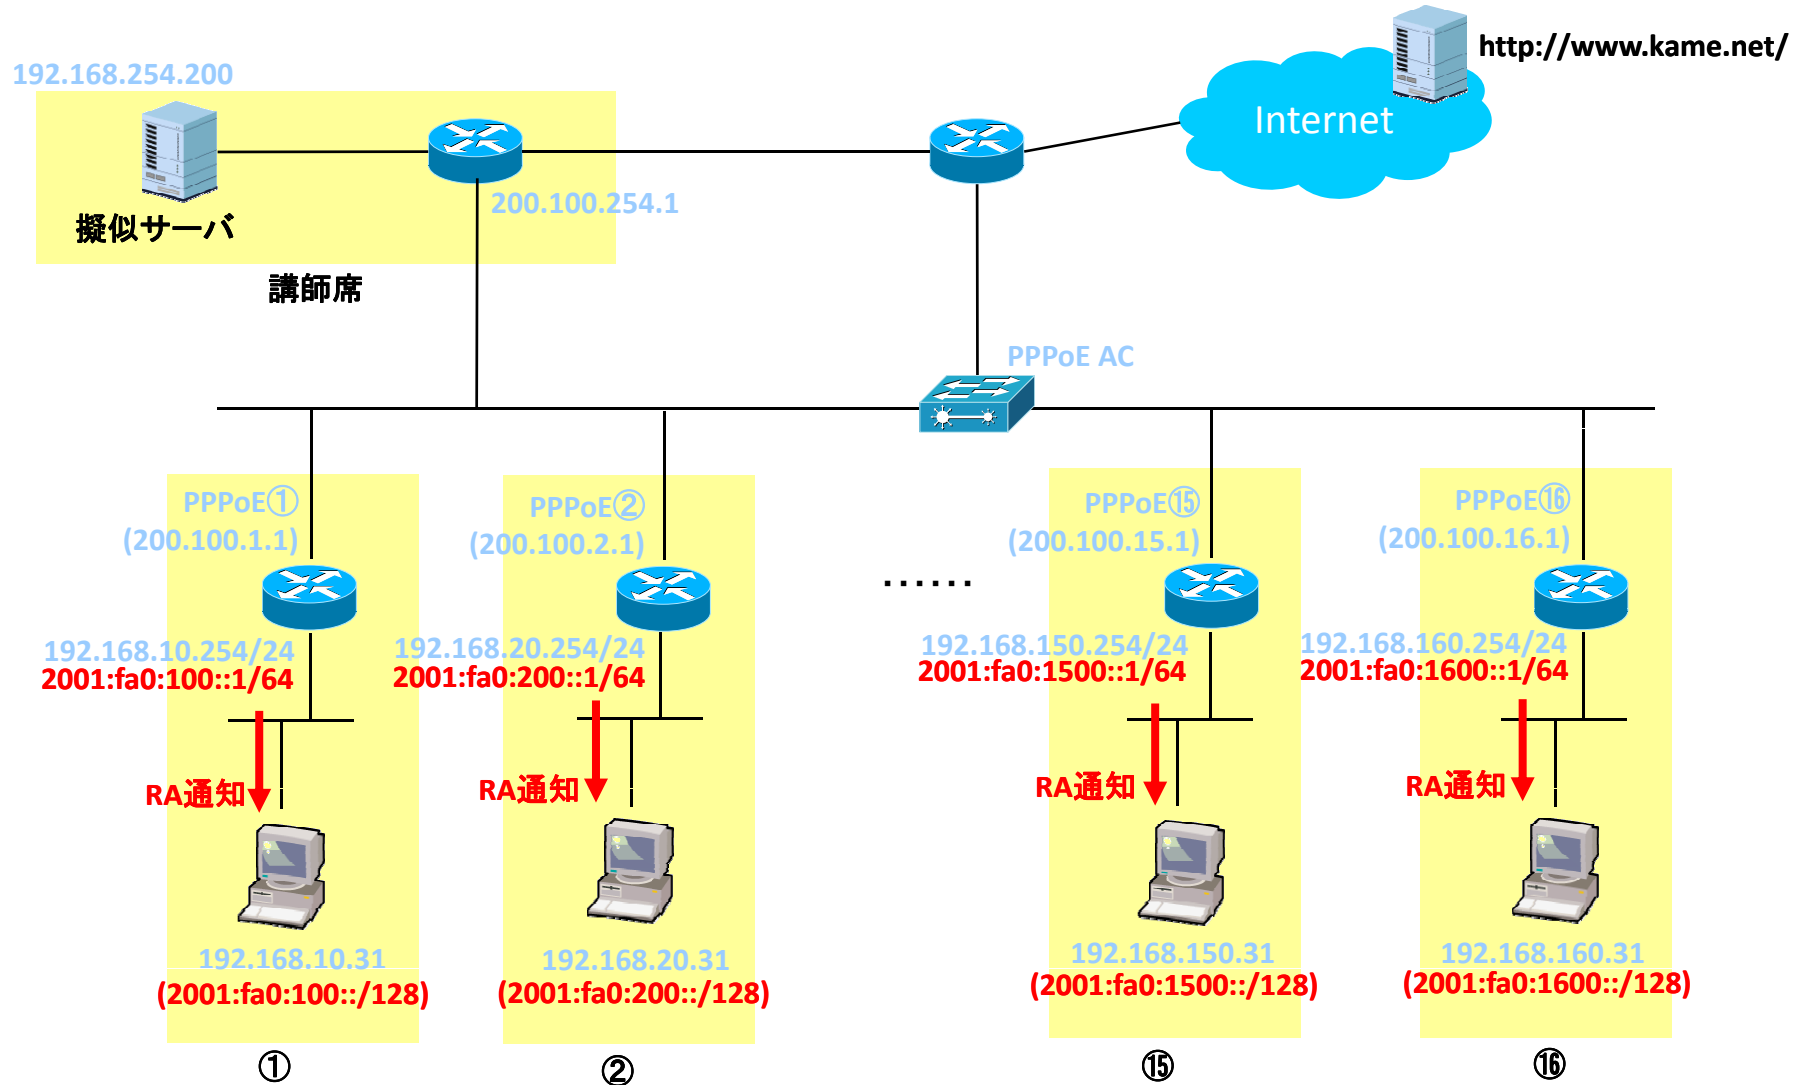 http://www.kame.net/
192.168.254.200
Internet
200.100.254.1
擬似サーバ
講師席
PPPoE AC
PPPoE①
(200.100.1.1)
192.168.10.254/24
2001:fa0:100::1/64
RA通知
192.168.10.31
(2001:fa0:100::/128)
①
PPPoE②
(200.100.2.1)
192.168.20.254/24
2001:fa0:200::1/64
RA通知
192.168.20.31
(2001:fa0:200::/128)
②
......
PPPoE⑮
(200.100.15.1)
192.168.150.254/24
2001:fa0:1500::1/64
RA通知
192.168.150.31
(2001:fa0:1500::/128)
⑮
PPPoE⑯
(200.100.16.1)
192.168.160.254/24
2001:fa0:1600::1/64
RA通知
192.168.160.31
(2001:fa0:1600::/128)
⑯